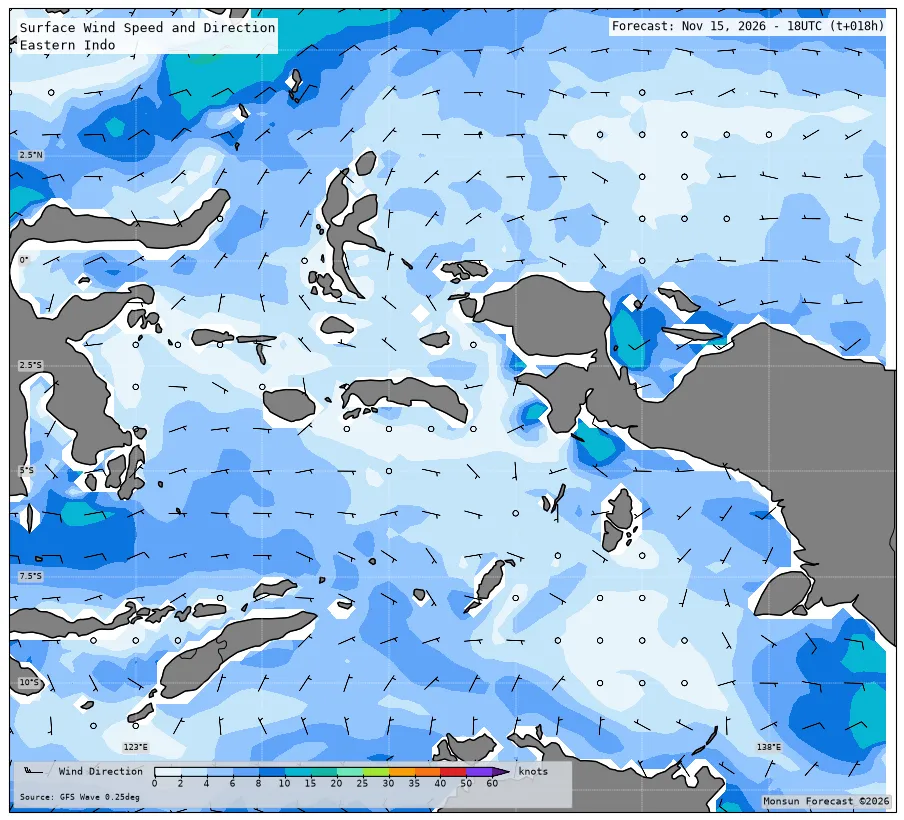 Surface Wind Speed and Direction
Eastern Indo
Forecast: Nov 15, 2026 - 18UTC (t+018h)
2.5°N
0°
2.5°S
5°S
7.5°S
10°S
123°E
138°E
Wind Direction
0 2 4 6 8 10 15 20 25 30 35 40 50 60
knots
Source: GFS Wave 0.25deg
Monsun Forecast ©2026